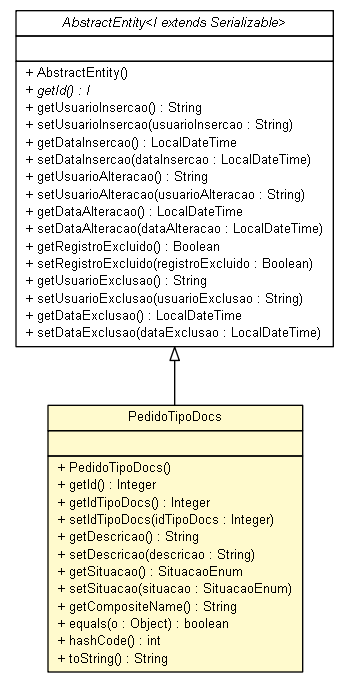 AbstractEntity<I extends Serializable>
+ AbstractEntity()
+ getId() : I
+ getUsuarioInsercao() : String
+ setUsuarioInsercao(usuarioInsercao : String)
+ getDataInsercao() : LocalDateTime
+ setDataInsercao(dataInsercao : LocalDateTime)
+ getUsuarioAlteracao() : String
+ setUsuarioAlteracao(usuarioAlteracao : String)
+ getDataAlteracao() : LocalDateTime
+ setDataAlteracao(dataAlteracao : LocalDateTime)
+ getRegistroExcluido() : Boolean
+ setRegistroExcluido(registroExcluido : Boolean)
+ getUsuarioExclusao() : String
+ setUsuarioExclusao(usuarioExclusao : String)
+ getDataExclusao() : LocalDateTime
+ setDataExclusao(dataExclusao : LocalDateTime)
PedidoTipoDocs
+ PedidoTipoDocs()
+ getId() : Integer
+ getIdTipoDocs() : Integer
+ setIdTipoDocs(idTipoDocs : Integer)
+ getDescricao() : String
+ setDescricao(descricao : String)
+ getSituacao() : SituacaoEnum
+ setSituacao(situacao : SituacaoEnum)
+ getCompositeName() : String
+ equals(o : Object) : boolean
+ hashCode() : int
+ toString() : String